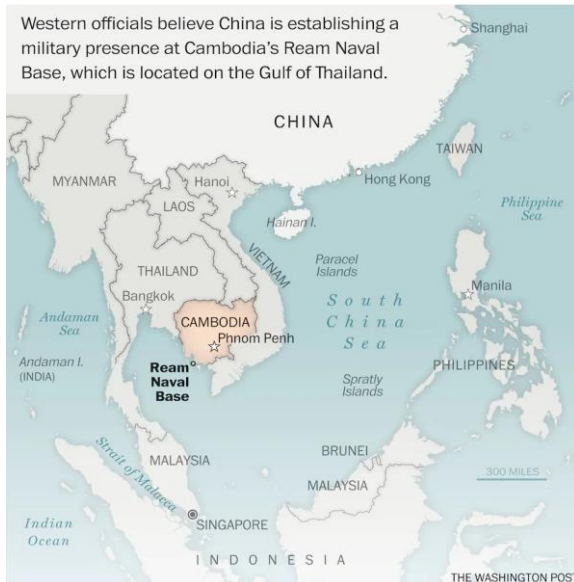 Western officials believe China is establishing a
military presence at Cambodia's Ream Naval
Base, which is located on the Gulf of Thailand.
Shanghai
CHINA
TAIWAN
MYANMAR
Hanoi
Hong Kong
LAOS
Hainan I.
Philippine
Sea
VIETNAM
Paracel
Islands
THAILAND
Bangkok
South
China
Sea
Manila
Andaman
Sea
CAMBODIA
Phnom Penh
Andaman I.
(INDIA)
Ream
Naval
Base
Spratly
Islands
PHILIPPINES
Strait of Malacca
MALAYSIA
BRUNEI
MALAYSIA
300 MILES
Indian
Ocean
SINGAPORE
INDONESIA
THE WASHINGTON POST